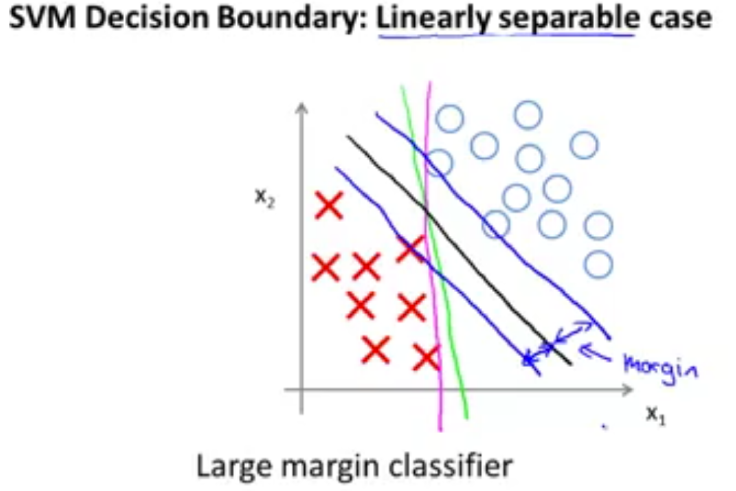 SVM Decision Boundary: Linearly separable case
x₂
margin
x₁
Large margin classifier